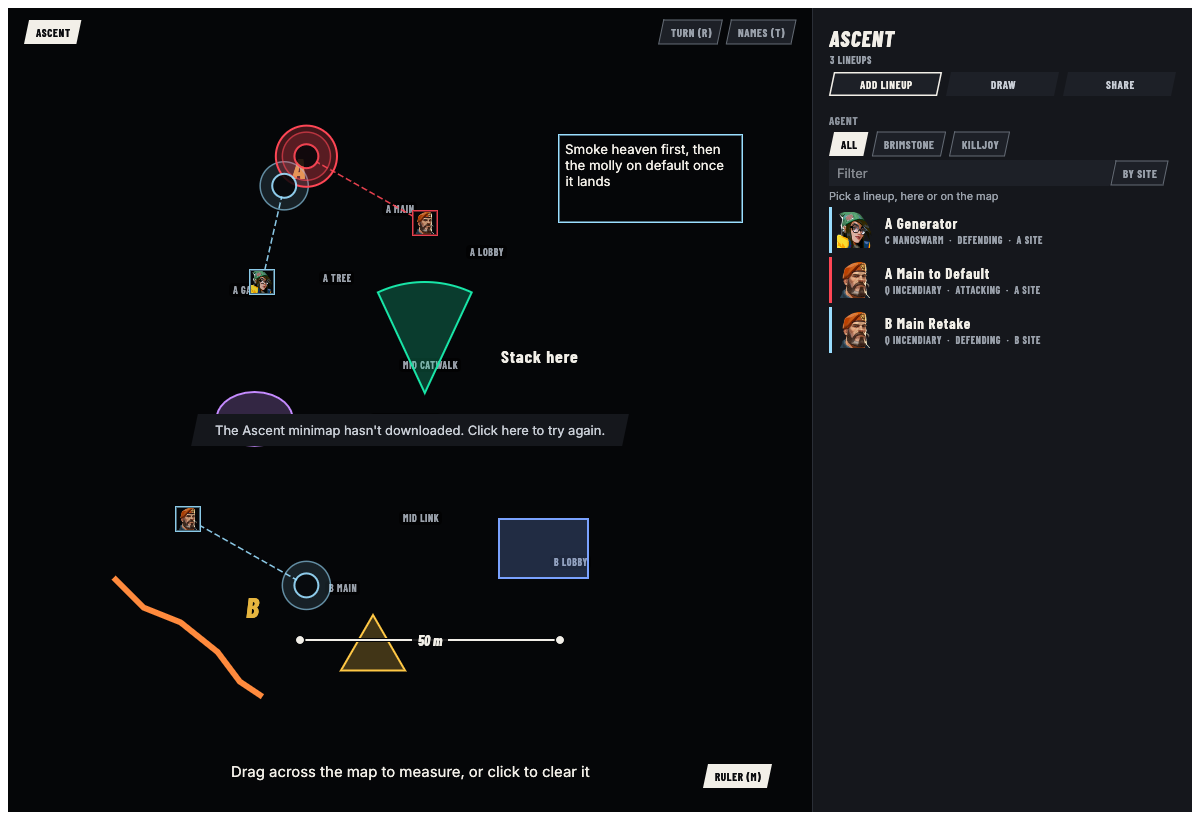 ASCENT
TURN (R)
NAMES (T)
A
A MAIN
Smoke heaven first, then
the molly on default once
it lands
A LOBBY
A TREE
A GA
MID CATWALK
Stack here
The Ascent minimap hasn't downloaded. Click here to try again.
MID LINK
B LOBBY
B MAIN
B
50 m
Drag across the map to measure, or click to clear it
RULER (M)
ASCENT
3 LINEUPS
ADD LINEUP
DRAW
SHARE
AGENT
ALL
BRIMSTONE
KILLJOY
Filter
BY SITE
Pick a lineup, here or on the map
A Generator
C NANOSWARM · DEFENDING · A SITE
A Main to Default
Q INCENDIARY · ATTACKING · A SITE
B Main Retake
Q INCENDIARY · DEFENDING · B SITE